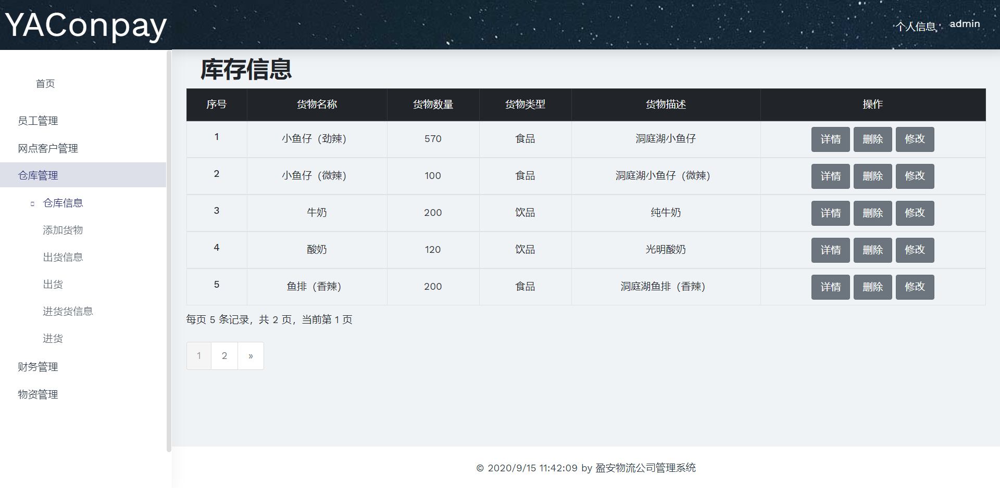 YAConpay
个人信息
admin
首页
员工管理
网点客户管理
仓库管理
仓库信息
添加货物
出货信息
出货
进货货信息
进货
财务管理
物资管理
库存信息
序号 货物名称 货物数量 货物类型 货物描述 操作
1 小鱼仔（劲辣） 570 食品 洞庭湖小鱼仔 详情 删除 修改
2 小鱼仔（微辣） 100 食品 洞庭湖小鱼仔（微辣） 详情 删除 修改
3 牛奶 200 饮品 纯牛奶 详情 删除 修改
4 酸奶 120 饮品 光明酸奶 详情 删除 修改
5 鱼排（香辣） 200 食品 洞庭湖鱼排（香辣） 详情 删除 修改
每页 5 条记录，共 2 页，当前第 1 页
1 2 »
© 2020/9/15 11:42:09 by 盈安物流公司管理系统